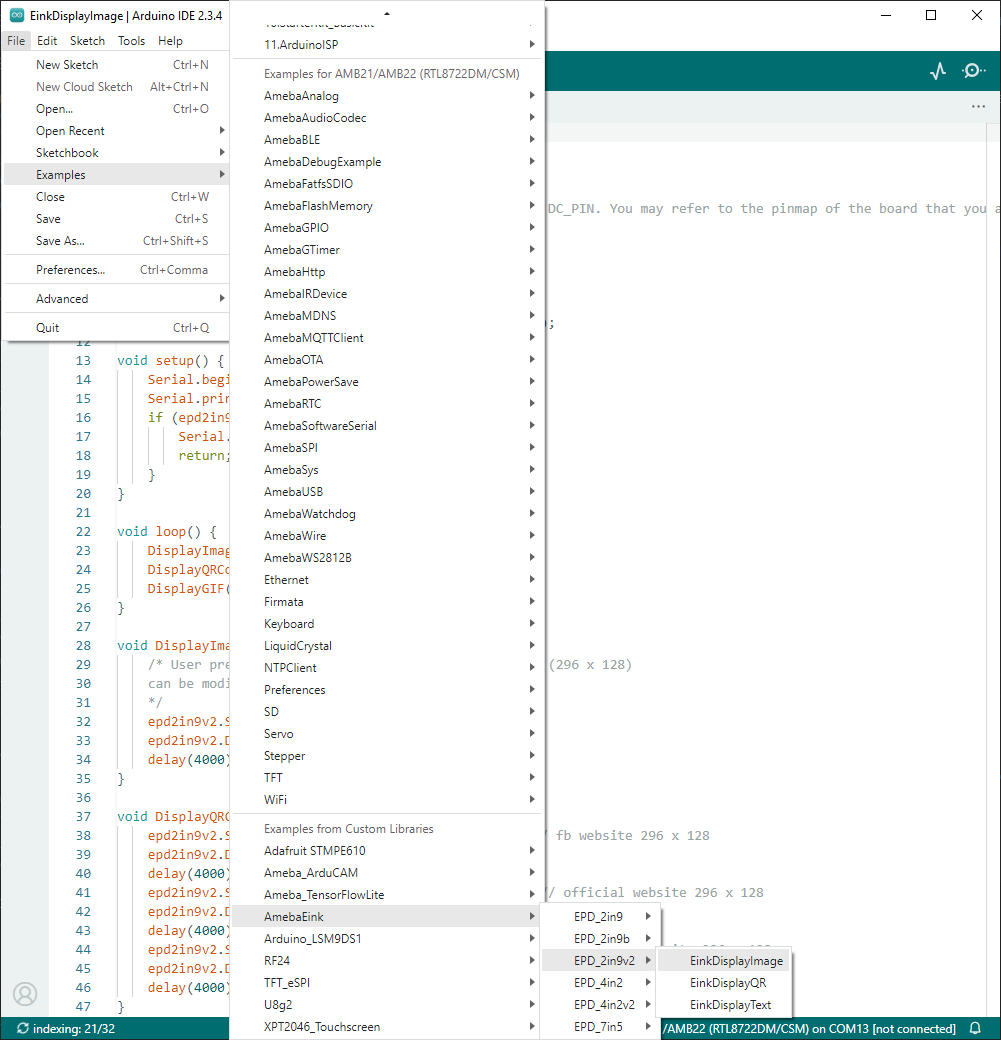 EinkDisplayImage | Arduino IDE 2.3.4
File Edit Sketch Tools Help
New Sketch Ctrl+N
New Cloud Sketch Alt+Ctrl+N
Open... Ctrl+O
Open Recent
Sketchbook
Examples
Close Ctrl+W
Save Ctrl+S
Save As... Ctrl+Shift+S
Preferences... Ctrl+Comma
Advanced
Quit Ctrl+Q
11.ArduinoISP
Examples for AMB21/AMB22 (RTL8722DM/CSM)
AmebaAnalog
AmebaAudioCodec
AmebaBLE
AmebaDebugExample
AmebaFatfsSDIO
AmebaFlashMemory
AmebaGPIO
AmebaGTimer
AmebaHttp
AmebaIRDevice
AmebaMDNS
AmebaMQTTClient
AmebaOTA
AmebaPowerSave
AmebaRTC
AmebaSoftwareSerial
AmebaSPI
AmebaSys
AmebaUSB
AmebaWatchdog
AmebaWire
AmebaWS2812B
Ethernet
Firmata
Keyboard
LiquidCrystal
NTPClient
Preferences
SD
Servo
Stepper
TFT
WiFi
Examples from Custom Libraries
Adafruit STMPE610
Ameba_ArduCAM
Ameba_TensorFlowLite
AmebaEink
Arduino_LSM9DS1
RF24
TFT_eSPI
U8g2
XPT2046_Touchscreen
EPD_2in9
EPD_2in9b
EPD_2in9v2
EPD_4in2
EPD_4in2v2
EPD_7in5
EinkDisplayImage
EinkDisplayQR
EinkDisplayText
DC_PIN. You may refer to the pinmap of the board that you a
;
12
13 void setup() {
14 Serial.begi
15 Serial.prin
16 if (epd2in9
17 Serial.
18 return;
19 }
20 }
21
22 void loop() {
23 DisplayImag
24 DisplayQRCo
25 DisplayGIF(
26 }
27
28 void DisplayIma
29 /* User pre (296 x 128)
30 can be modi
31 */
32 epd2in9v2.S
33 epd2in9v2.D
34 delay(4000)
35 }
36
37 void DisplayQRC
38 epd2in9v2.S / fb website 296 x 128
39 epd2in9v2.D
40 delay(4000)
41 epd2in9v2.S // official website 296 x 128
42 epd2in9v2.D
43 delay(4000)
44 epd2in9v2.S
45 epd2in9v2.D
46 delay(4000)
47 }
indexing: 21/32
/AMB22 (RTL8722DM/CSM) on COM13 [not connected]